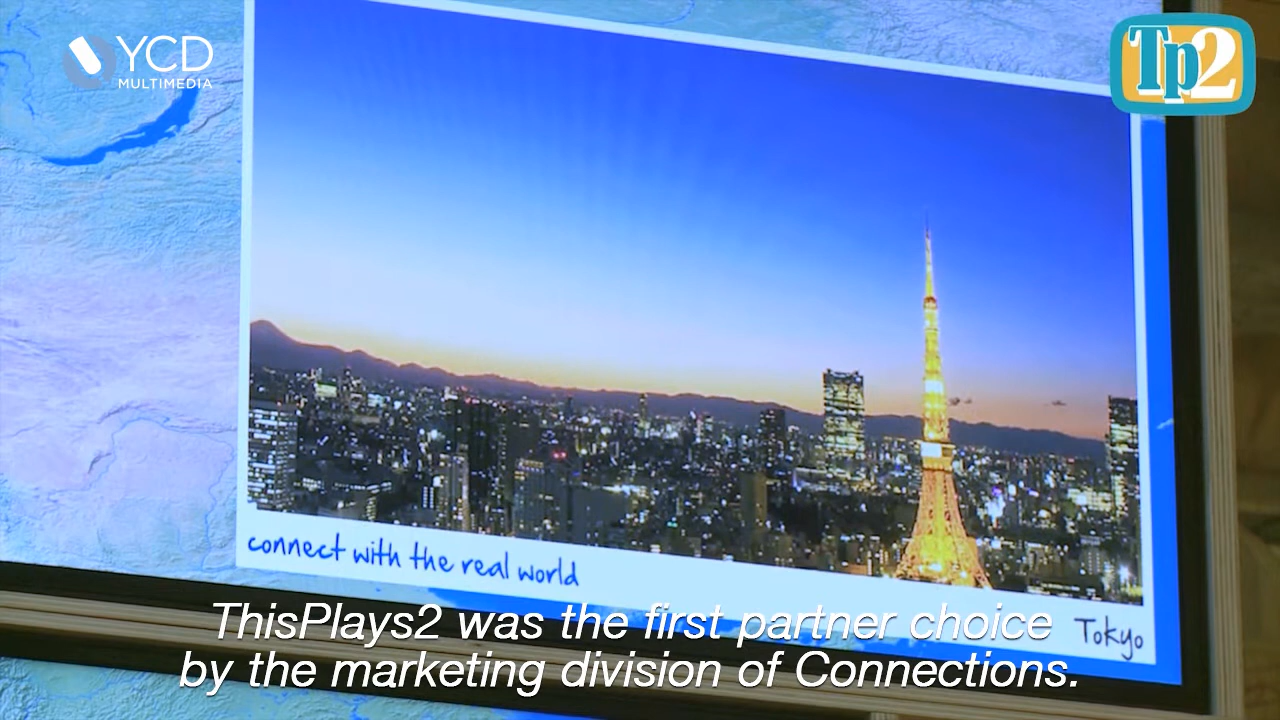 YCD
MULTIMEDIA
Tp2
connect with the real world
Tokyo
ThisPlays2 was the first partner choice
by the marketing division of Connections.